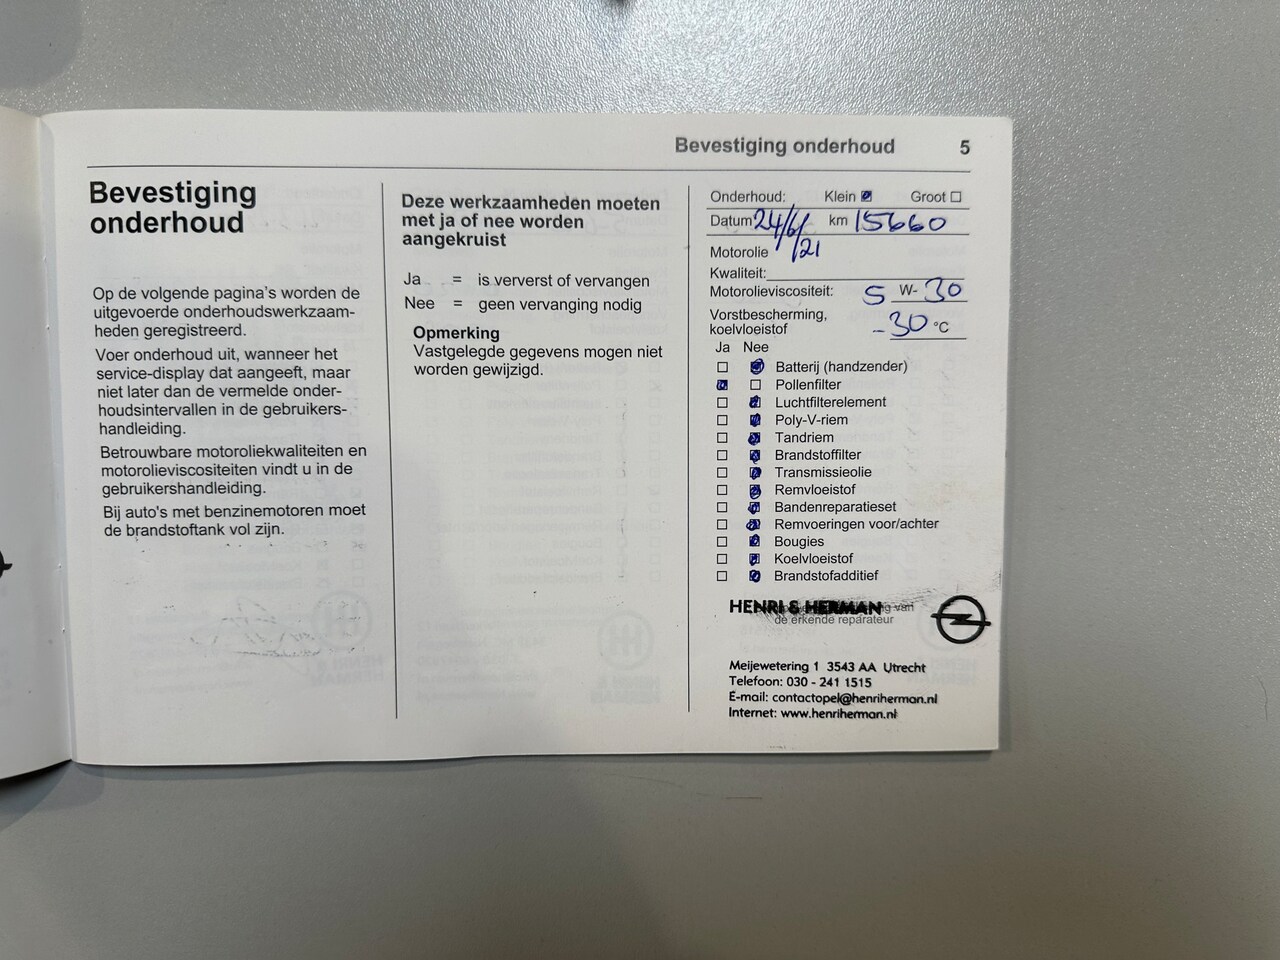 Bevestiging onderhoud 5
Bevestiging
onderhoud
Op de volgende pagina's worden de
uitgevoerde onderhoudswerkzaam-
heden geregistreerd.
Voer onderhoud uit, wanneer het
service-display dat aangeeft, maar
niet later dan de vermelde onder-
houdsintervallen in de gebruikers-
handleiding.
Betrouwbare motoroliekwaliteiten en
motorolieviscositeiten vindt u in de
gebruikershandleiding.
Bij auto's met benzinemotoren moet
de brandstoftank vol zijn.
Deze werkzaamheden moeten
met ja of nee worden
aangekruist
Ja = is ververst of vervangen
Nee = geen vervanging nodig
Opmerking
Vastgelegde gegevens mogen niet
worden gewijzigd.
Onderhoud: Klein Groot
Datum 24/6/21 km 15660
Motorolie
Kwaliteit:
Motorolieviscositeit: 5 W- 30
Vorstbescherming,
koelvloeistof -30 °C
Ja Nee
Batterij (handzender)
Pollenfilter
Luchtfilterelement
Poly-V-riem
Tandriem
Brandstoffilter
Transmissieolie
Remvloeistof
Bandenreparatieset
Remvoeringen voor/achter
Bougies
Koelvloeistof
Brandstofadditief
HENRI & HERMAN van
de erkende reparateur
Meijewetering 1 3543 AA Utrecht
Telefoon: 030 - 241 1515
E-mail: contactopel@henriherman.nl
Internet: www.henriherman.nl